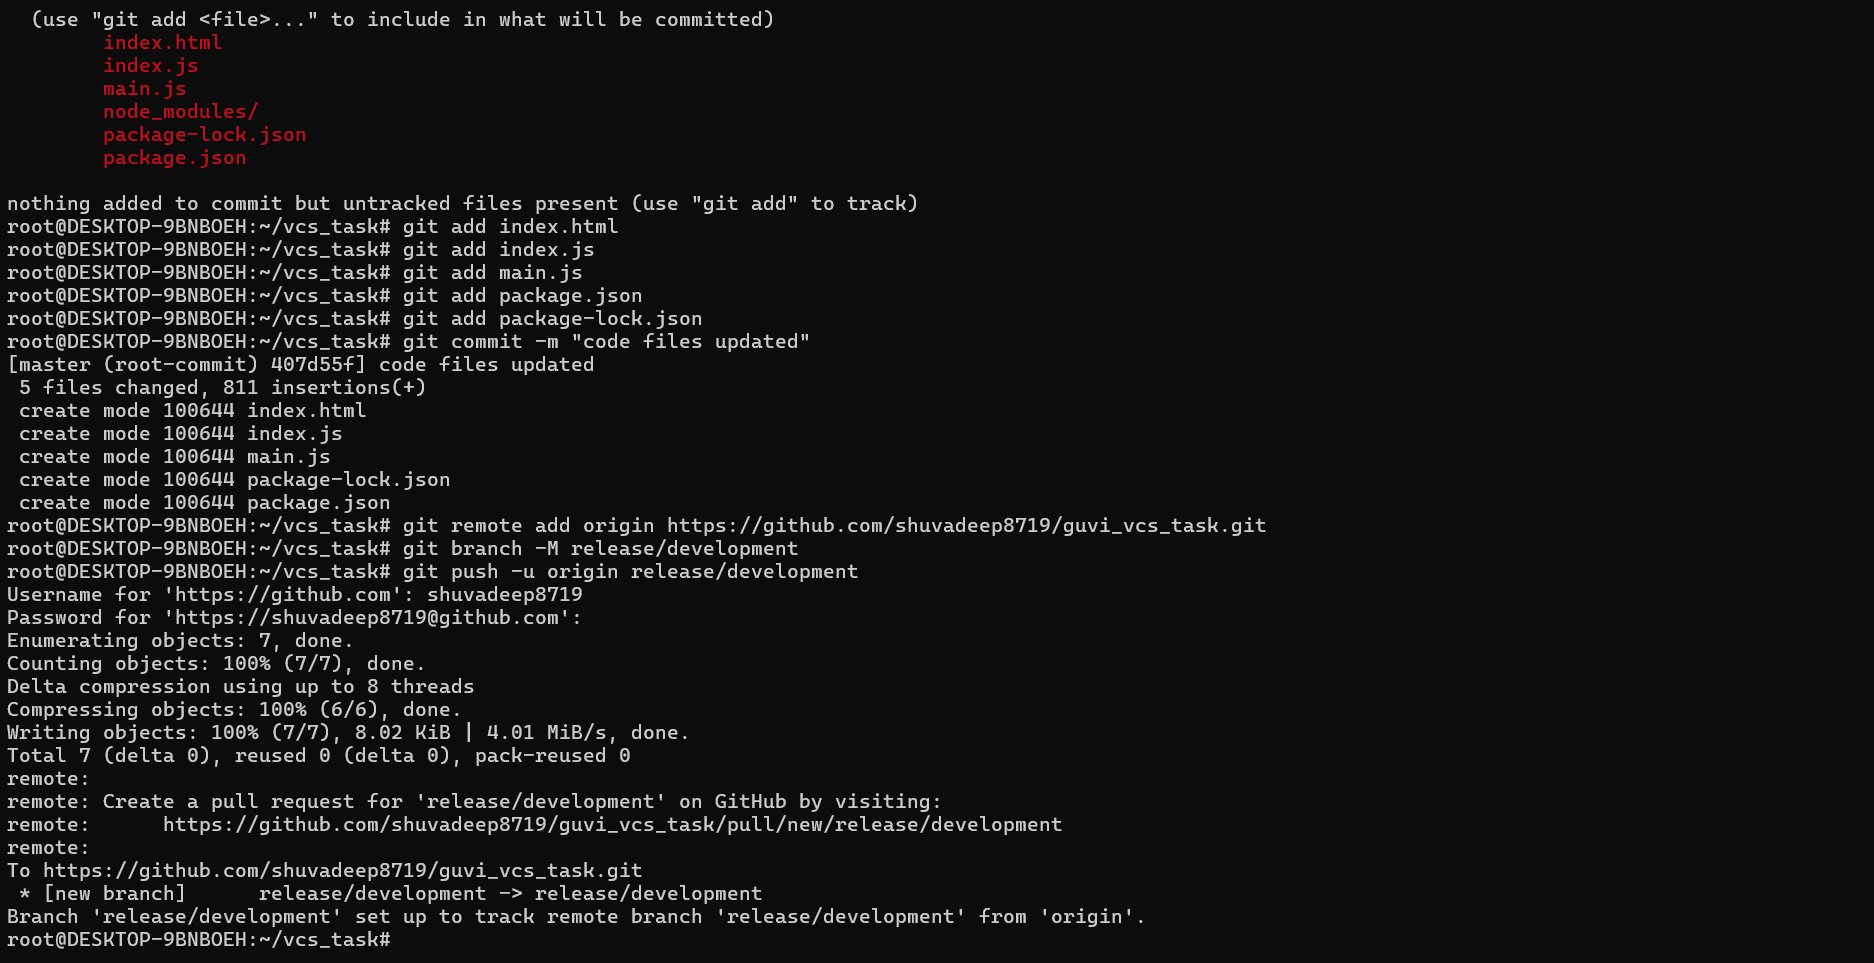 (use "git add <file>..." to include in what will be committed)
index.html
index.js
main.js
node_modules/
package-lock.json
package.json
nothing added to commit but untracked files present (use "git add" to track)
root@DESKTOP-9BNBOEH:~/vcs_task# git add index.html
root@DESKTOP-9BNBOEH:~/vcs_task# git add index.js
root@DESKTOP-9BNBOEH:~/vcs_task# git add main.js
root@DESKTOP-9BNBOEH:~/vcs_task# git add package.json
root@DESKTOP-9BNBOEH:~/vcs_task# git add package-lock.json
root@DESKTOP-9BNBOEH:~/vcs_task# git commit -m "code files updated"
[master (root-commit) 407d55f] code files updated
 5 files changed, 811 insertions(+)
 create mode 100644 index.html
 create mode 100644 index.js
 create mode 100644 main.js
 create mode 100644 package-lock.json
 create mode 100644 package.json
root@DESKTOP-9BNBOEH:~/vcs_task# git remote add origin https://github.com/shuvadeep8719/guvi_vcs_task.git
root@DESKTOP-9BNBOEH:~/vcs_task# git branch -M release/development
root@DESKTOP-9BNBOEH:~/vcs_task# git push -u origin release/development
Username for 'https://github.com': shuvadeep8719
Password for 'https://shuvadeep8719@github.com':
Enumerating objects: 7, done.
Counting objects: 100% (7/7), done.
Delta compression using up to 8 threads
Compressing objects: 100% (6/6), done.
Writing objects: 100% (7/7), 8.02 KiB | 4.01 MiB/s, done.
Total 7 (delta 0), reused 0 (delta 0), pack-reused 0
remote:
remote: Create a pull request for 'release/development' on GitHub by visiting:
remote:      https://github.com/shuvadeep8719/guvi_vcs_task/pull/new/release/development
remote:
To https://github.com/shuvadeep8719/guvi_vcs_task.git
 * [new branch]      release/development -> release/development
Branch 'release/development' set up to track remote branch 'release/development' from 'origin'.
root@DESKTOP-9BNBOEH:~/vcs_task#